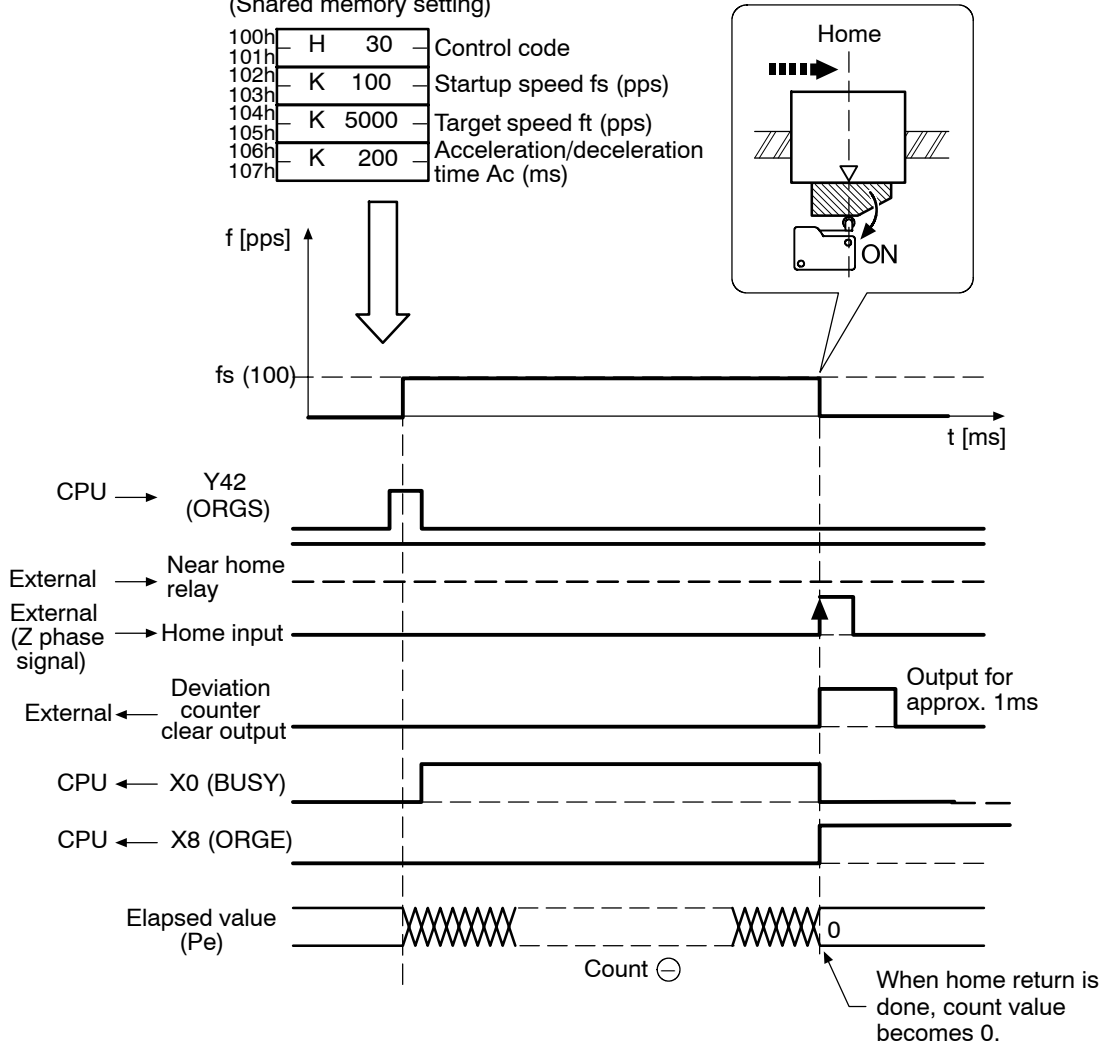 (Shared memory setting)
100h
101h
H 30
Control code
102h
103h
K 100
Startup speed fs (pps)
104h
105h
K 5000
Target speed ft (pps)
106h
107h
K 200
Acceleration/deceleration
time Ac (ms)
Home
ON
f [pps]
fs (100)
t [ms]
CPU
Y42
(ORGS)
External
Near home
relay
External
(Z phase
signal)
Home input
External
Deviation
counter
clear output
Output for
approx. 1ms
CPU
X0 (BUSY)
CPU
X8 (ORGE)
Elapsed value
(Pe)
0
Count ⊖
When home return is
done, count value
becomes 0.